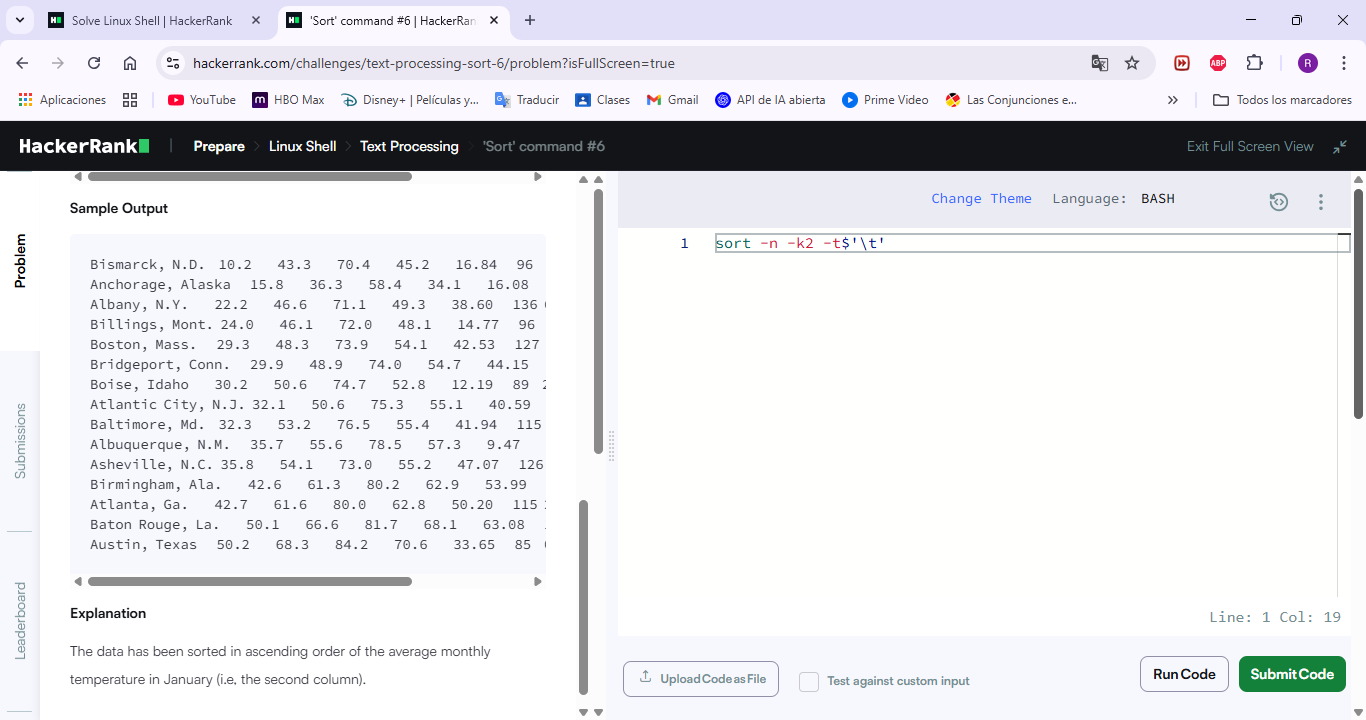 Solve Linux Shell | HackerRank
'Sort' command #6 | HackerRan
hackerrank.com/challenges/text-processing-sort-6/problem?isFullScreen=true
ABP
R
Aplicaciones
YouTube
HBO Max
Disney+ | Películas y...
Traducir
Clases
Gmail
API de IA abierta
Prime Video
Las Conjunciones e...
Todos los marcadores
HackerRank | Prepare Linux Shell Text Processing 'Sort' command #6
Exit Full Screen View
Problem
Submissions
Leaderboard
Sample Output
Bismarck, N.D. 10.2 43.3 70.4 45.2 16.84 96
Anchorage, Alaska 15.8 36.3 58.4 34.1 16.08
Albany, N.Y. 22.2 46.6 71.1 49.3 38.60 136
Billings, Mont. 24.0 46.1 72.0 48.1 14.77 96
Boston, Mass. 29.3 48.3 73.9 54.1 42.53 127
Bridgeport, Conn. 29.9 48.9 74.0 54.7 44.15
Boise, Idaho 30.2 50.6 74.7 52.8 12.19 89
Atlantic City, N.J. 32.1 50.6 75.3 55.1 40.59
Baltimore, Md. 32.3 53.2 76.5 55.4 41.94 115
Albuquerque, N.M. 35.7 55.6 78.5 57.3 9.47
Asheville, N.C. 35.8 54.1 73.0 55.2 47.07 126
Birmingham, Ala. 42.6 61.3 80.2 62.9 53.99
Atlanta, Ga. 42.7 61.6 80.0 62.8 50.20 115
Baton Rouge, La. 50.1 66.6 81.7 68.1 63.08
Austin, Texas 50.2 68.3 84.2 70.6 33.65 85
Explanation
The data has been sorted in ascending order of the average monthly
temperature in January (i.e. the second column).
Change Theme Language: BASH
1 sort -n -k2 -t$'\t'
Line: 1 Col: 19
Upload Code as File
Test against custom input
Run Code
Submit Code